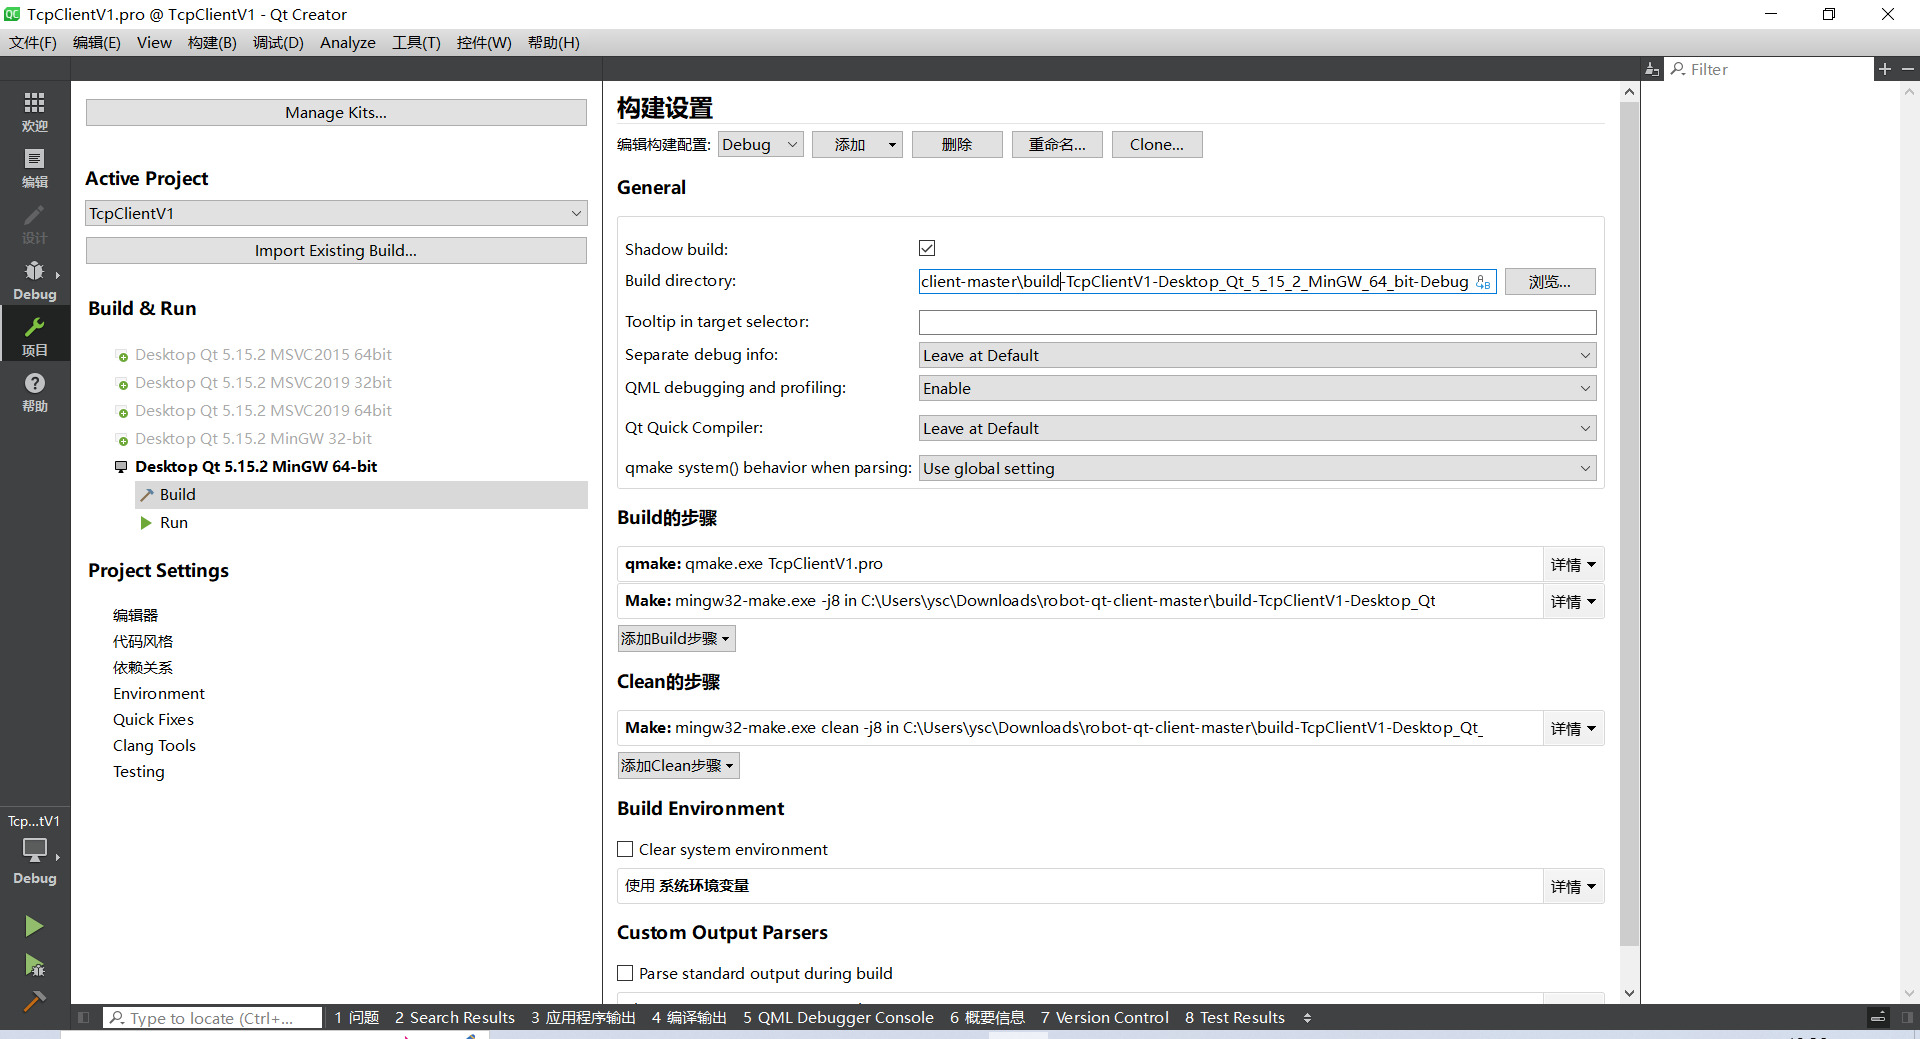 TcpClientV1.pro @ TcpClientV1 - Qt Creator
文件(F) 编辑(E) View 构建(B) 调试(D) Analyze 工具(T) 控件(W) 帮助(H)
Filter
欢迎
编辑
设计
Debug
项目
帮助
Tcp...tV1
Debug
Manage Kits...
Active Project
TcpClientV1
Import Existing Build...
Build & Run
Desktop Qt 5.15.2 MSVC2015 64bit
Desktop Qt 5.15.2 MSVC2019 32bit
Desktop Qt 5.15.2 MSVC2019 64bit
Desktop Qt 5.15.2 MinGW 32-bit
Desktop Qt 5.15.2 MinGW 64-bit
Build
Run
Project Settings
编辑器
代码风格
依赖关系
Environment
Quick Fixes
Clang Tools
Testing
构建设置
编辑构建配置: Debug 添加 删除 重命名... Clone...
General
Shadow build:
Build directory: client-master\build-TcpClientV1-Desktop_Qt_5_15_2_MinGW_64_bit-Debug 浏览...
Tooltip in target selector:
Separate debug info: Leave at Default
QML debugging and profiling: Enable
Qt Quick Compiler: Leave at Default
qmake system() behavior when parsing: Use global setting
Build的步骤
qmake: qmake.exe TcpClientV1.pro 详情
Make: mingw32-make.exe -j8 in C:\Users\ysc\Downloads\robot-qt-client-master\build-TcpClientV1-Desktop_Qt 详情
添加Build步骤
Clean的步骤
Make: mingw32-make.exe clean -j8 in C:\Users\ysc\Downloads\robot-qt-client-master\build-TcpClientV1-Desktop_Qt_ 详情
添加Clean步骤
Build Environment
Clear system environment
使用 系统环境变量 详情
Custom Output Parsers
Parse standard output during build
Type to locate (Ctrl+... 1 问题 2 Search Results 3 应用程序输出 4 编译输出 5 QML Debugger Console 6 概要信息 7 Version Control 8 Test Results